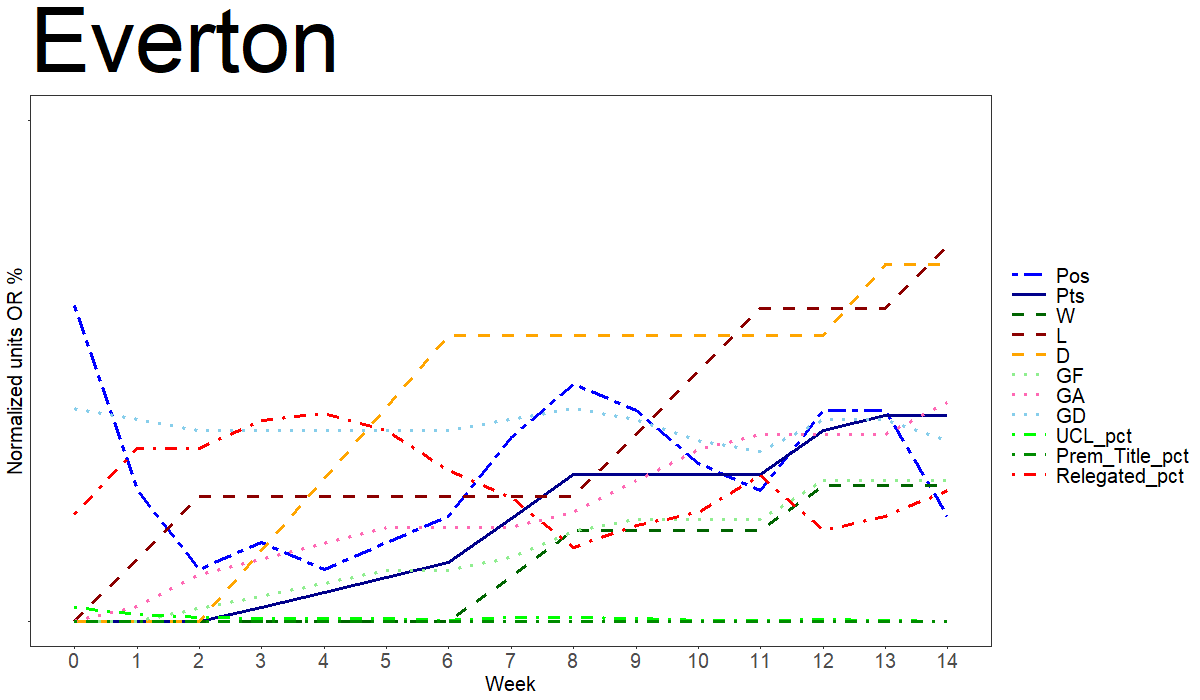 Everton
Normalized units OR %
0 1 2 3 4 5 6 7 8 9 10 11 12 13 14
Week
Pos
Pts
W
L
D
GF
GA
GD
UCL_pct
Prem_Title_pct
Relegated_pct